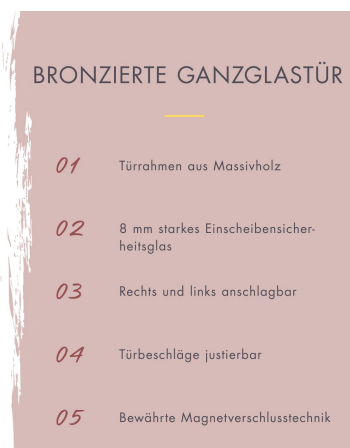 BRONZIERTE GANZGLASTÜR
01 Türrahmen aus Massivholz
02 8 mm starkes Einscheibensicher-
heitsglas
03 Rechts und links anschlagbar
04 Türbeschläge justierbar
05 Bewährte Magnetverschlusstechnik